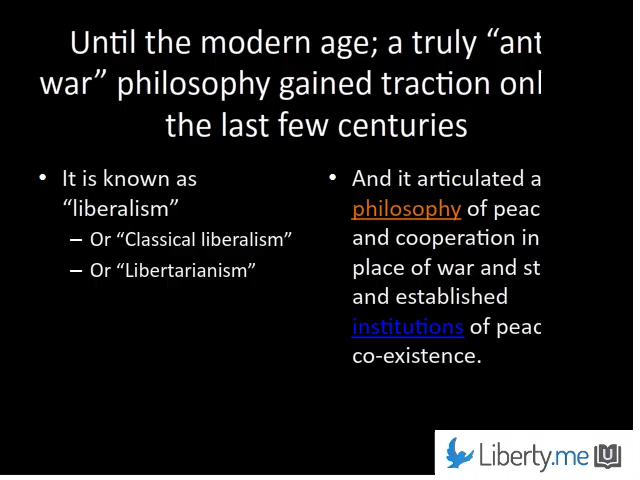 Until the modern age; a truly “ant
war” philosophy gained traction onl
the last few centuries
• It is known as
“liberalism”
– Or “Classical liberalism”
– Or “Libertarianism”
• And it articulated a
philosophy of peac
and cooperation in
place of war and st
and established
institutions of peac
co-existence.
Liberty.me